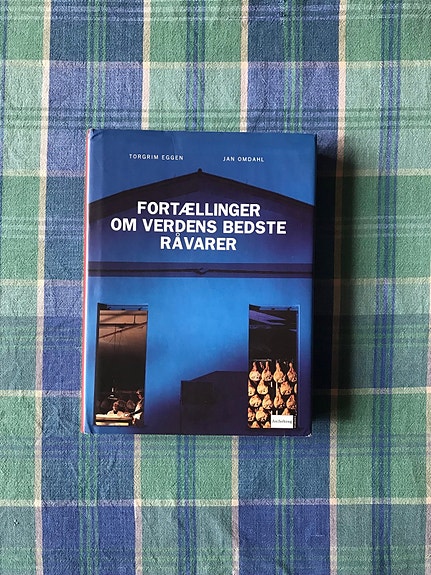 TORGRIM EGGEN JAN OMDAHL
FORTÆLLINGER
OM VERDENS BEDSTE
RÅVARER